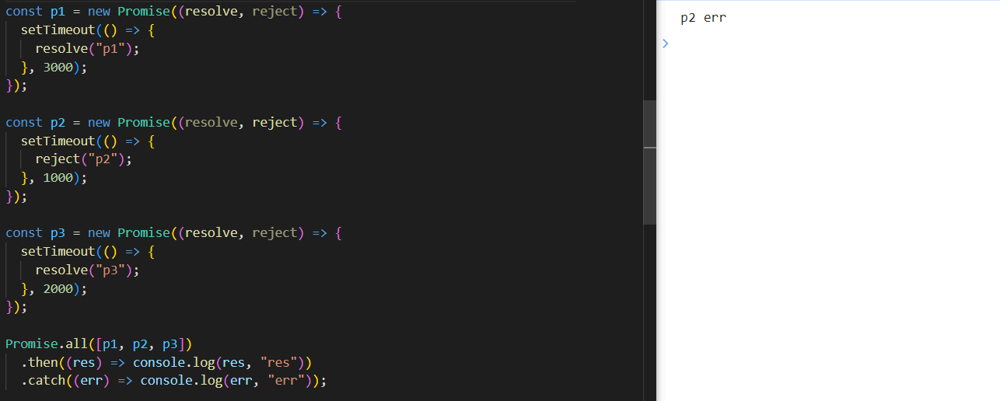 const p1 = new Promise((resolve, reject) => {
  setTimeout(() => {
    resolve("p1");
  }, 3000);
});

const p2 = new Promise((resolve, reject) => {
  setTimeout(() => {
    reject("p2");
  }, 1000);
});

const p3 = new Promise((resolve, reject) => {
  setTimeout(() => {
    resolve("p3");
  }, 2000);
});

Promise.all([p1, p2, p3])
  .then((res) => console.log(res, "res"))
  .catch((err) => console.log(err, "err"));
p2 err
>